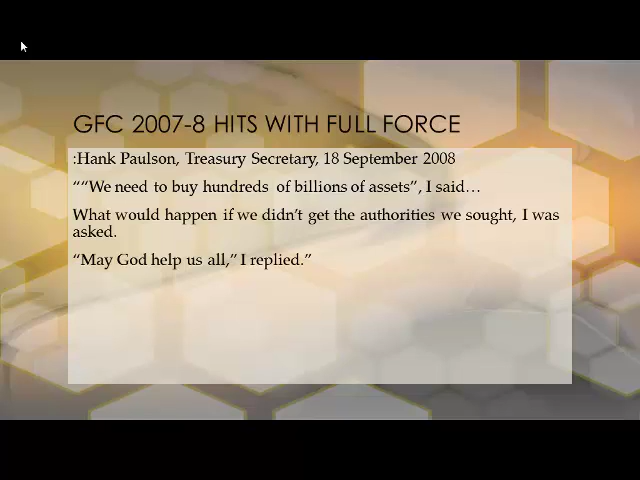 GFC 2007-8 HITS WITH FULL FORCE
:Hank Paulson, Treasury Secretary, 18 September 2008
““We need to buy hundreds of billions of assets”, I said…
What would happen if we didn’t get the authorities we sought, I was
asked.
“May God help us all,” I replied.”